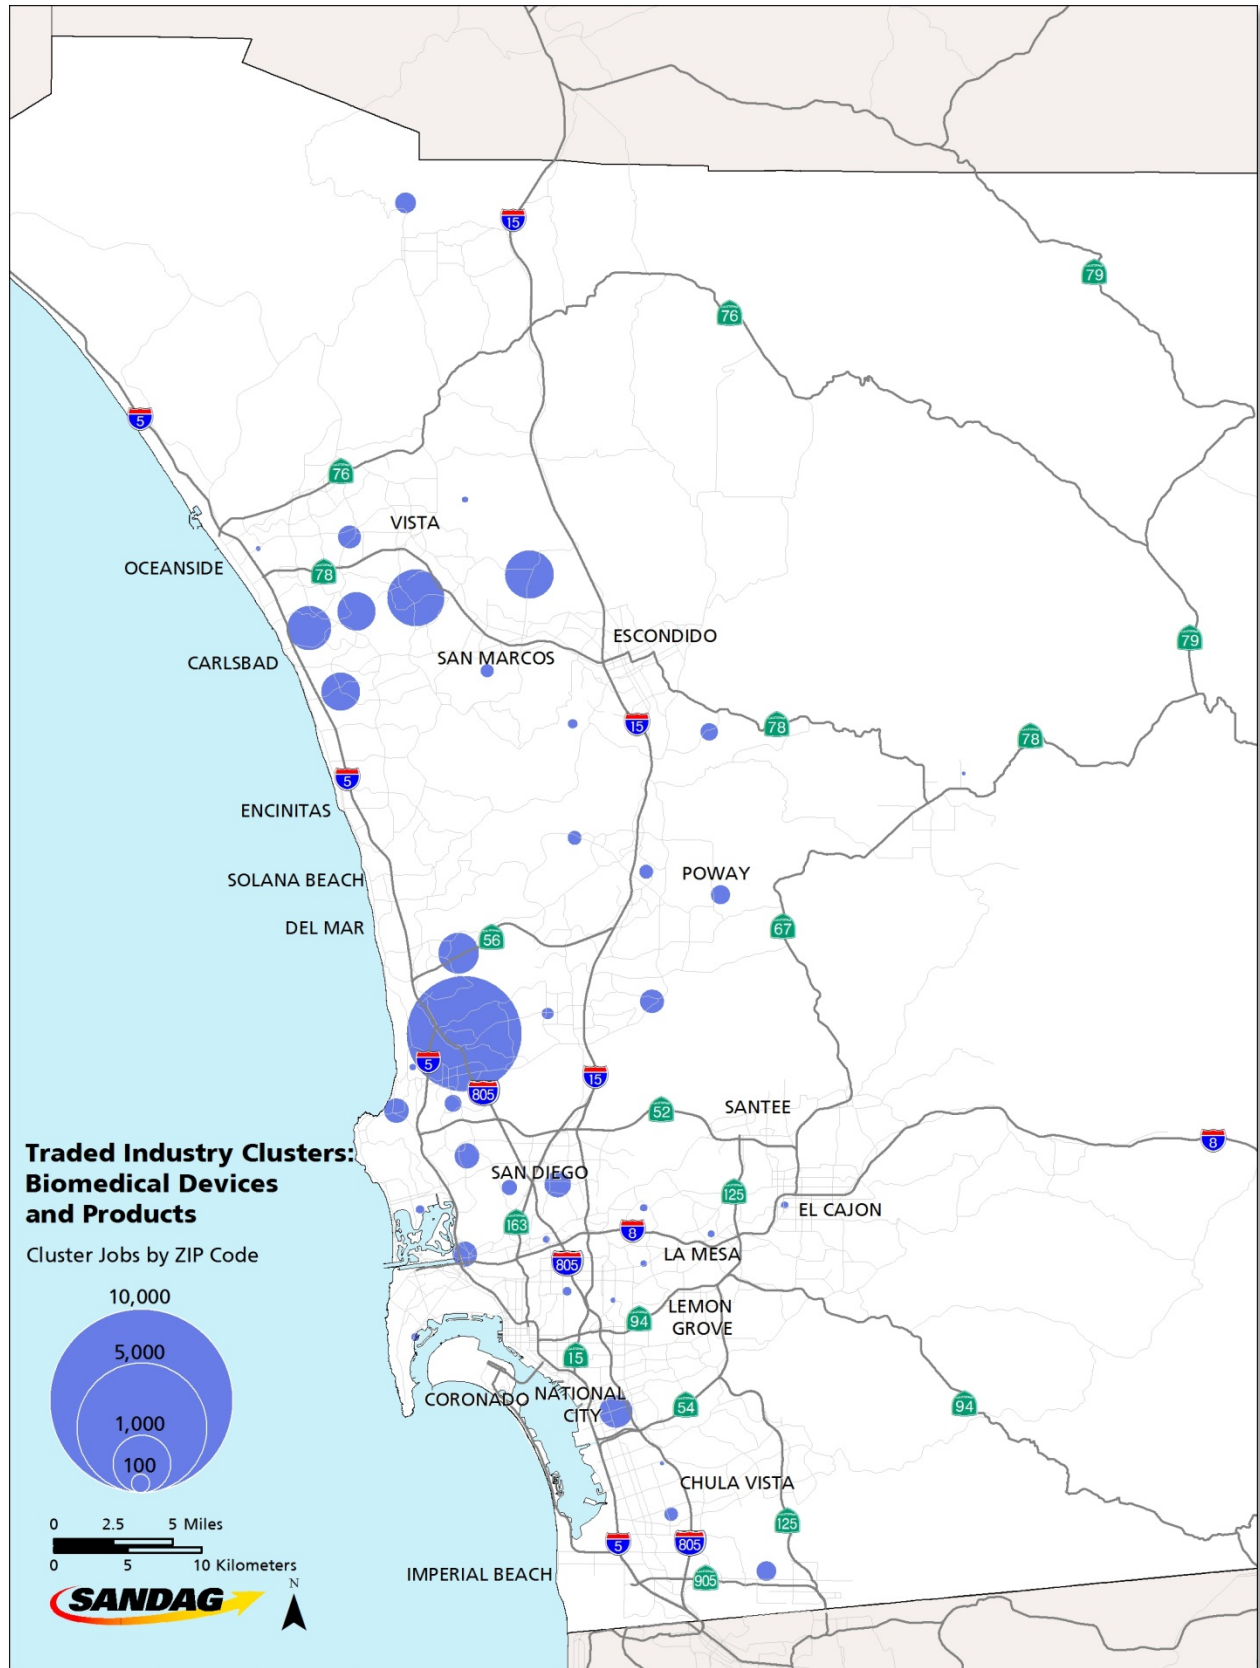 15
79
76
5
76
VISTA
OCEANSIDE
78
ESCONDIDO
79
SAN MARCOS
CARLSBAD
15
78
78
5
ENCINITAS
POWAY
SOLANA BEACH
DEL MAR
67
56
5
15
805
52
SANTEE
8
Traded Industry Clusters:
Biomedical Devices
and Products
Cluster Jobs by ZIP Code
SAN DIEGO
125
EL CAJON
163
8
LA MESA
805
10,000
5,000
1,000
100
LEMON
GROVE
94
15
CORONADO
NATIONAL
CITY
54
94
CHULA VISTA
125
0 2.5 5 Miles
0 5 10 Kilometers
5
805
IMPERIAL BEACH
905
SANDAG
N